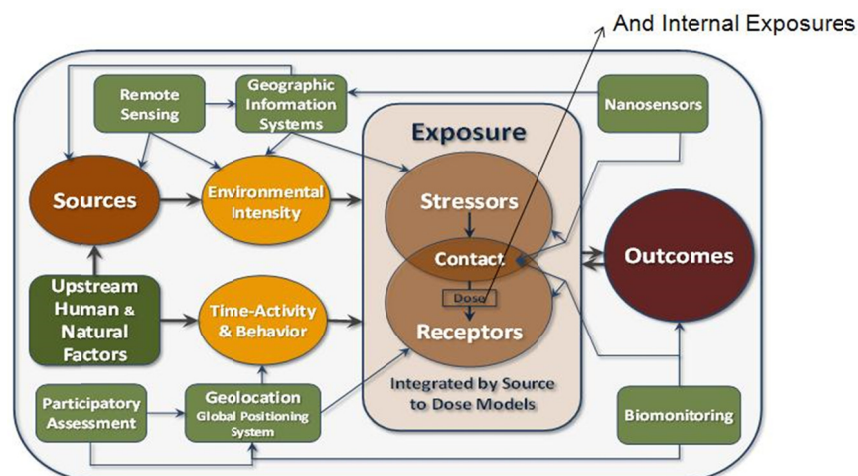 And Internal Exposures
Remote
Sensing
Geographic
Information
Systems
Nanosensors
Exposure
Sources
Environmental
Intensity
Stressors
Contact
Dose
Receptors
Outcomes
Upstream
Human &
Natural
Factors
Time-Activity
& Behavior
Integrated by Source
to Dose Models
Participatory
Assessment
Geolocation
Global Positioning
System
Biomonitoring